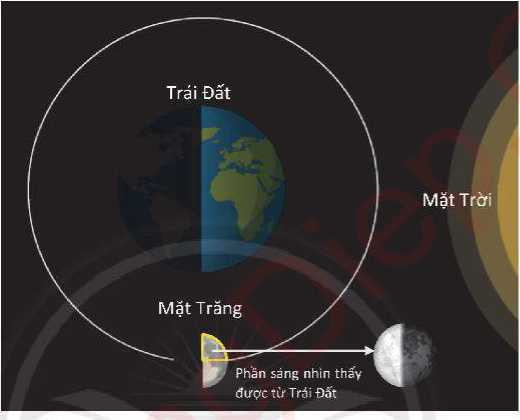 Trái Đất
Mặt Trời
Mặt Trăng
Phần sáng nhìn thấy
được từ Trái Đất